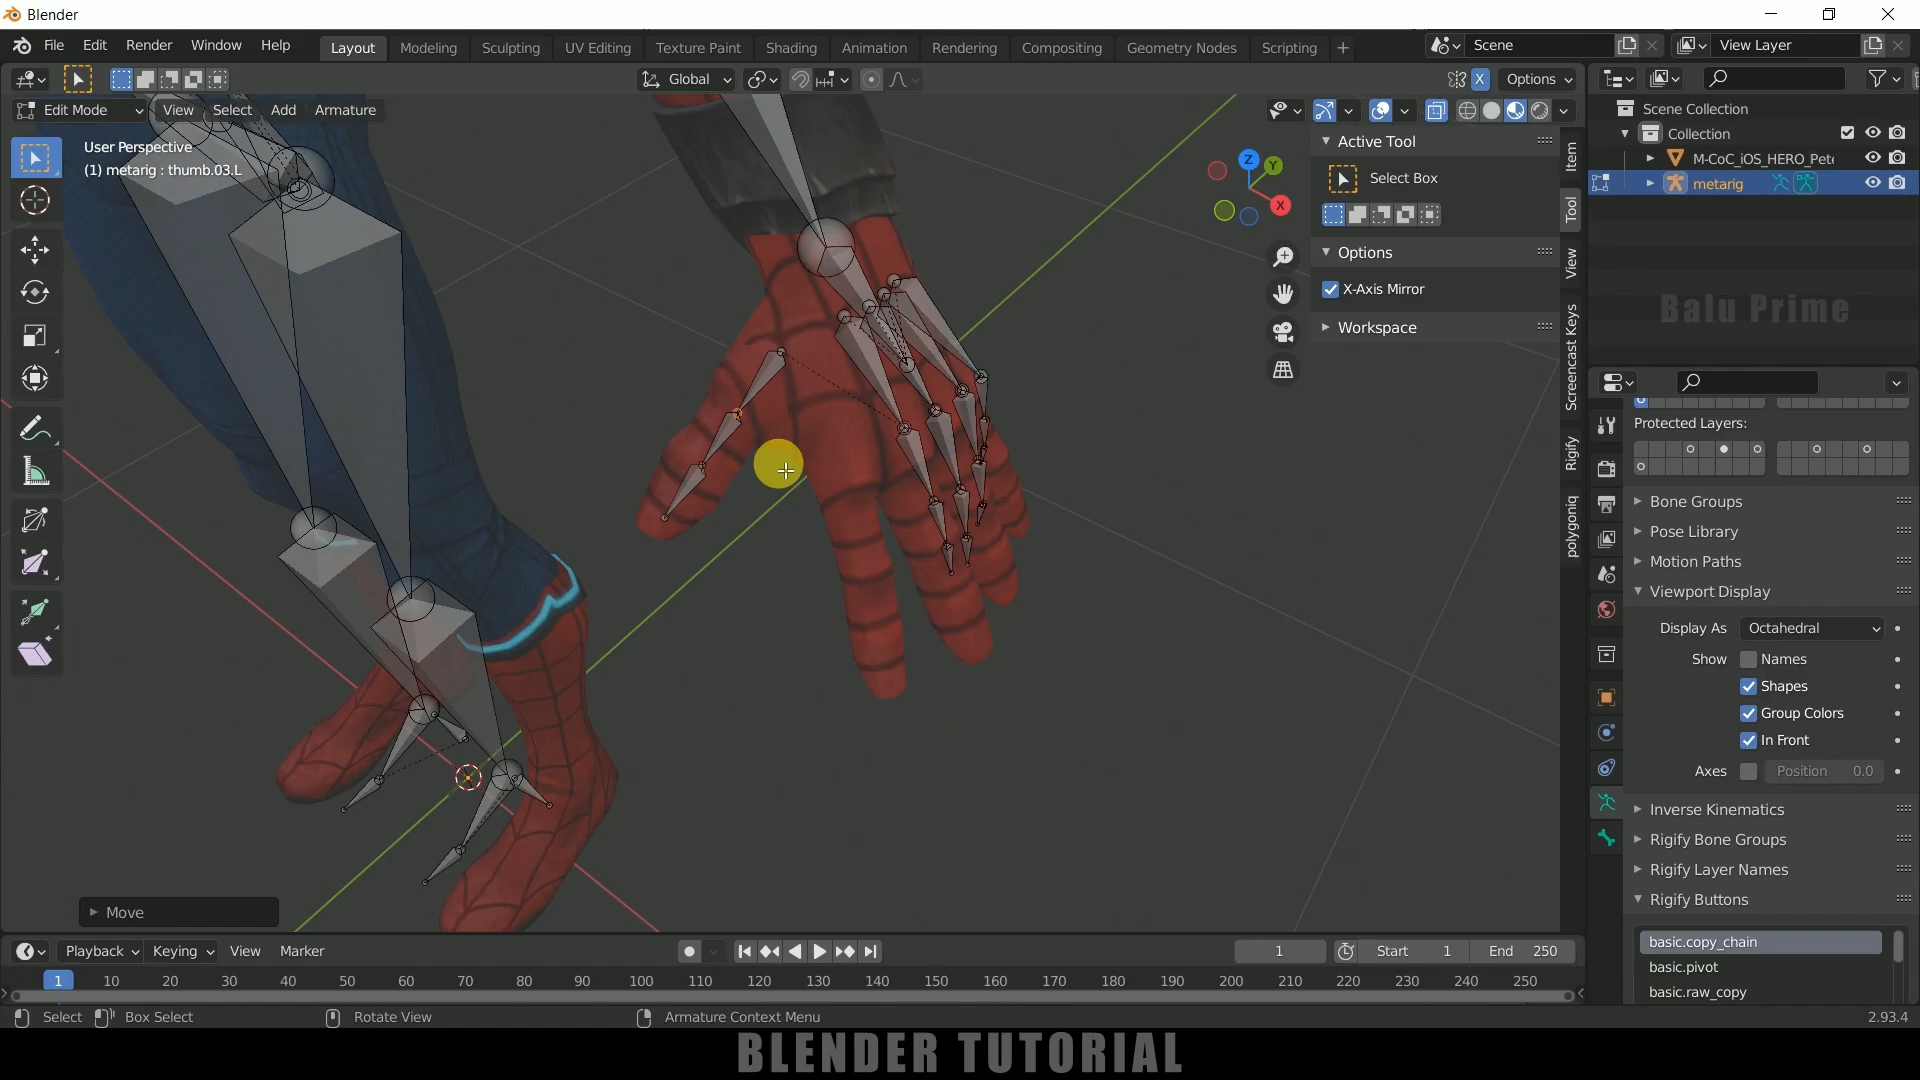 Blender
File Edit Render Window Help Layout Modeling Sculpting UV Editing Texture Paint Shading Animation Rendering Compositing Geometry Nodes Scripting + Scene View Layer
Global X Options
Edit Mode View Select Add Armature
User Perspective
(1) metarig : thumb.03.L
Z Y X
Active Tool
Select Box
Options
X-Axis Mirror
Workspace
Item
Tool
View
Screencast Keys
Rigify
polygoniq
Scene Collection
Collection
M-CoC_iOS_HERO_Pete
metarig
Balu Prime
Protected Layers:
Bone Groups
Pose Library
Motion Paths
Viewport Display
Display As Octahedral
Show Names
Shapes
Group Colors
In Front
Axes Position 0.0
Inverse Kinematics
Rigify Bone Groups
Rigify Layer Names
Rigify Buttons
basic.copy_chain
basic.pivot
basic.raw_copy
Move
Playback Keying View Marker 1 Start 1 End 250
1 10 20 30 40 50 60 70 80 90 100 110 120 130 140 150 160 170 180 190 200 210 220 230 240 250
Select Box Select Rotate View Armature Context Menu 2.93.4
BLENDER TUTORIAL